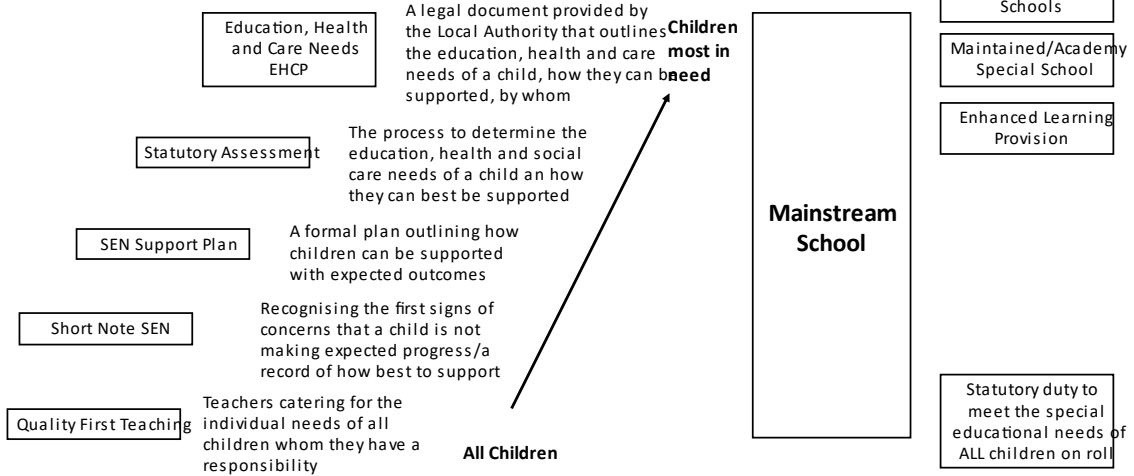 Education, Health
and Care Needs
EHCP
A legal document provided by
the Local Authority that outlines
the education, health and care
needs of a child, how they can be
supported, by whom
Children
most in
need
Statutory Assessment
The process to determine the
education, health and social
care needs of a child an how
they can best be supported
SEN Support Plan
A formal plan outlining how
children can be supported
with expected outcomes
Short Note SEN
Recognising the first signs of
concerns that a child is not
making expected progress/a
record of how best to support
Quality First Teaching
Teachers catering for the
individual needs of all
children whom they have a
responsibility
All Children
Mainstream
School
Schools
Maintained/Academy
Special School
Enhanced Learning
Provision
Statutory duty to
meet the special
educational needs of
ALL children on roll